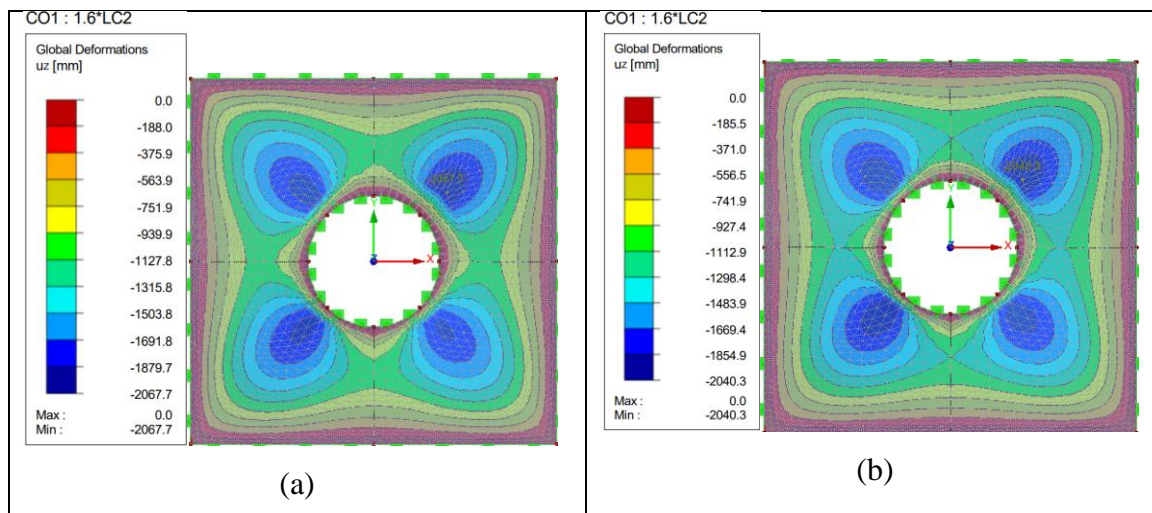 CO1 : 1.6*LC2
Global Deformations
uz [mm]
0.0
-188.0
-375.9
-563.9
-751.9
-939.9
-1127.8
-1315.8
-1503.8
-1691.8
-1879.7
-2067.7
Max : 0.0
Min : -2067.7
Y
X
(a)
CO1 : 1.6*LC2
Global Deformations
uz [mm]
0.0
-185.5
-371.0
-556.5
-741.9
-927.4
-1112.9
-1298.4
-1483.9
-1669.4
-1854.9
-2040.3
Max : 0.0
Min : -2040.3
Y
X
(b)